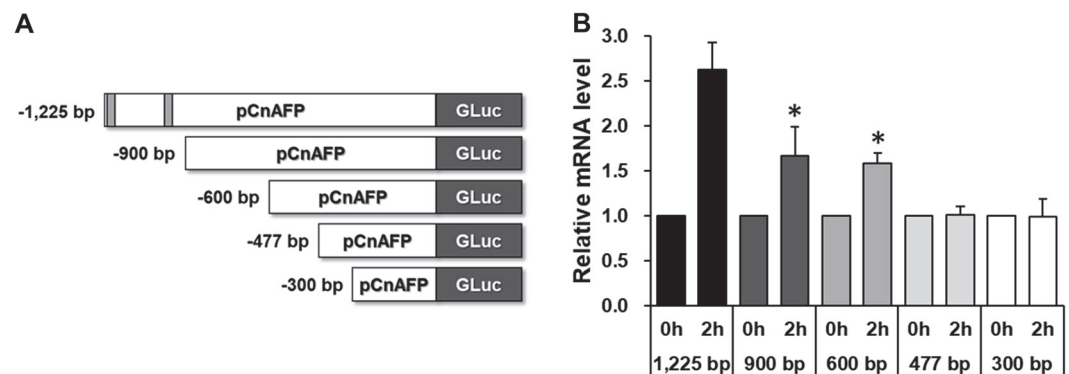 A
-1,225 bp pCnAFP GLuc
-900 bp pCnAFP GLuc
-600 bp pCnAFP GLuc
-477 bp pCnAFP GLuc
-300 bp pCnAFP GLuc
B
Relative mRNA level
3.0
2.5
2.0
1.5
1.0
0.5
0.0
* *
0h 2h 0h 2h 0h 2h 0h 2h 0h 2h
1,225 bp 900 bp 600 bp 477 bp 300 bp